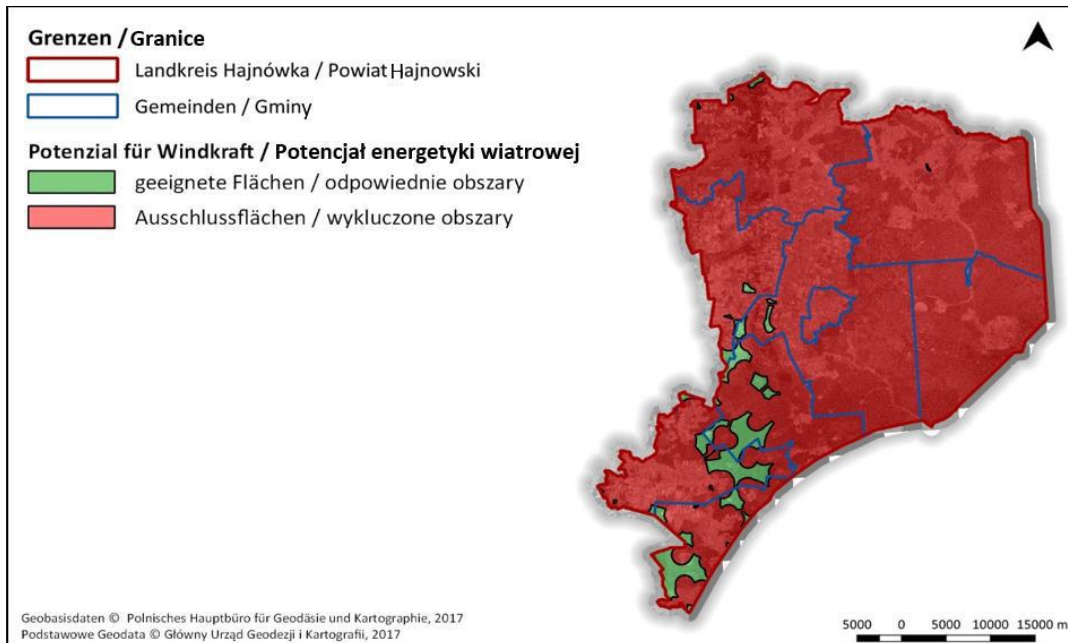 Grenzen / Granice
Landkreis Hajnówka / Powiat Hajnowski
Gemeinden / Gminy
Potenzial für Windkraft / Potencjał energetyki wiatrowej
geeignete Flächen / odpowiednie obszary
Ausschlussflächen / wykluczone obszary
Geobasisdaten © Polnisches Hauptbüro für Geodäsie und Kartographie, 2017
Podstawowe Geodata © Główny Urząd Geodezji i Kartografii, 2017
5000 0 5000 10000 15000 m